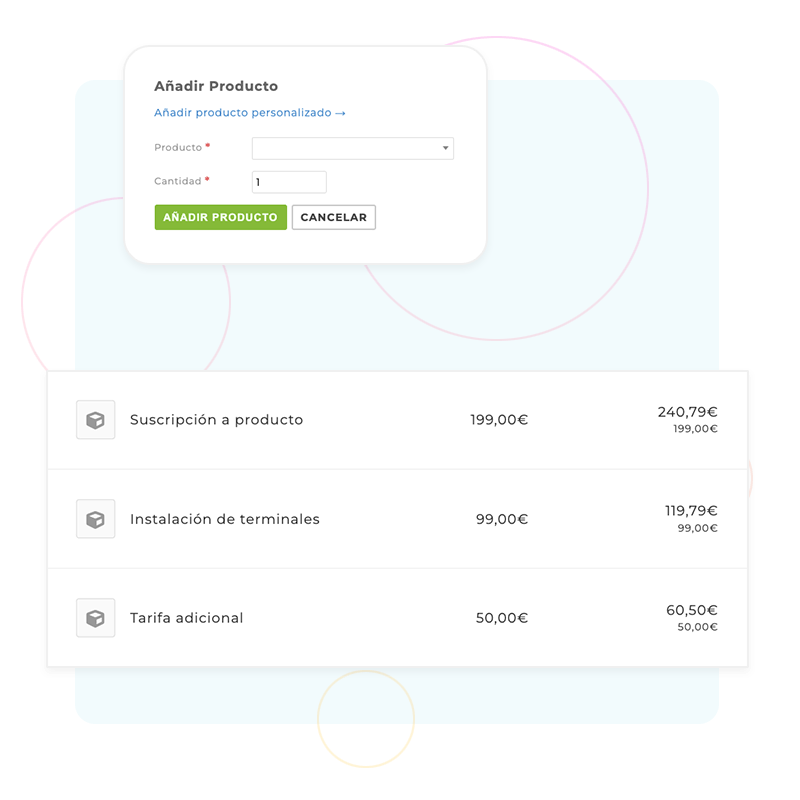 Añadir Producto
Añadir producto personalizado →
Producto *
Cantidad * 1
AÑADIR PRODUCTO CANCELAR
Suscripción a producto 199,00€ 240,79€
199,00€
Instalación de terminales 99,00€ 119,79€
99,00€
Tarifa adicional 50,00€ 60,50€
50,00€